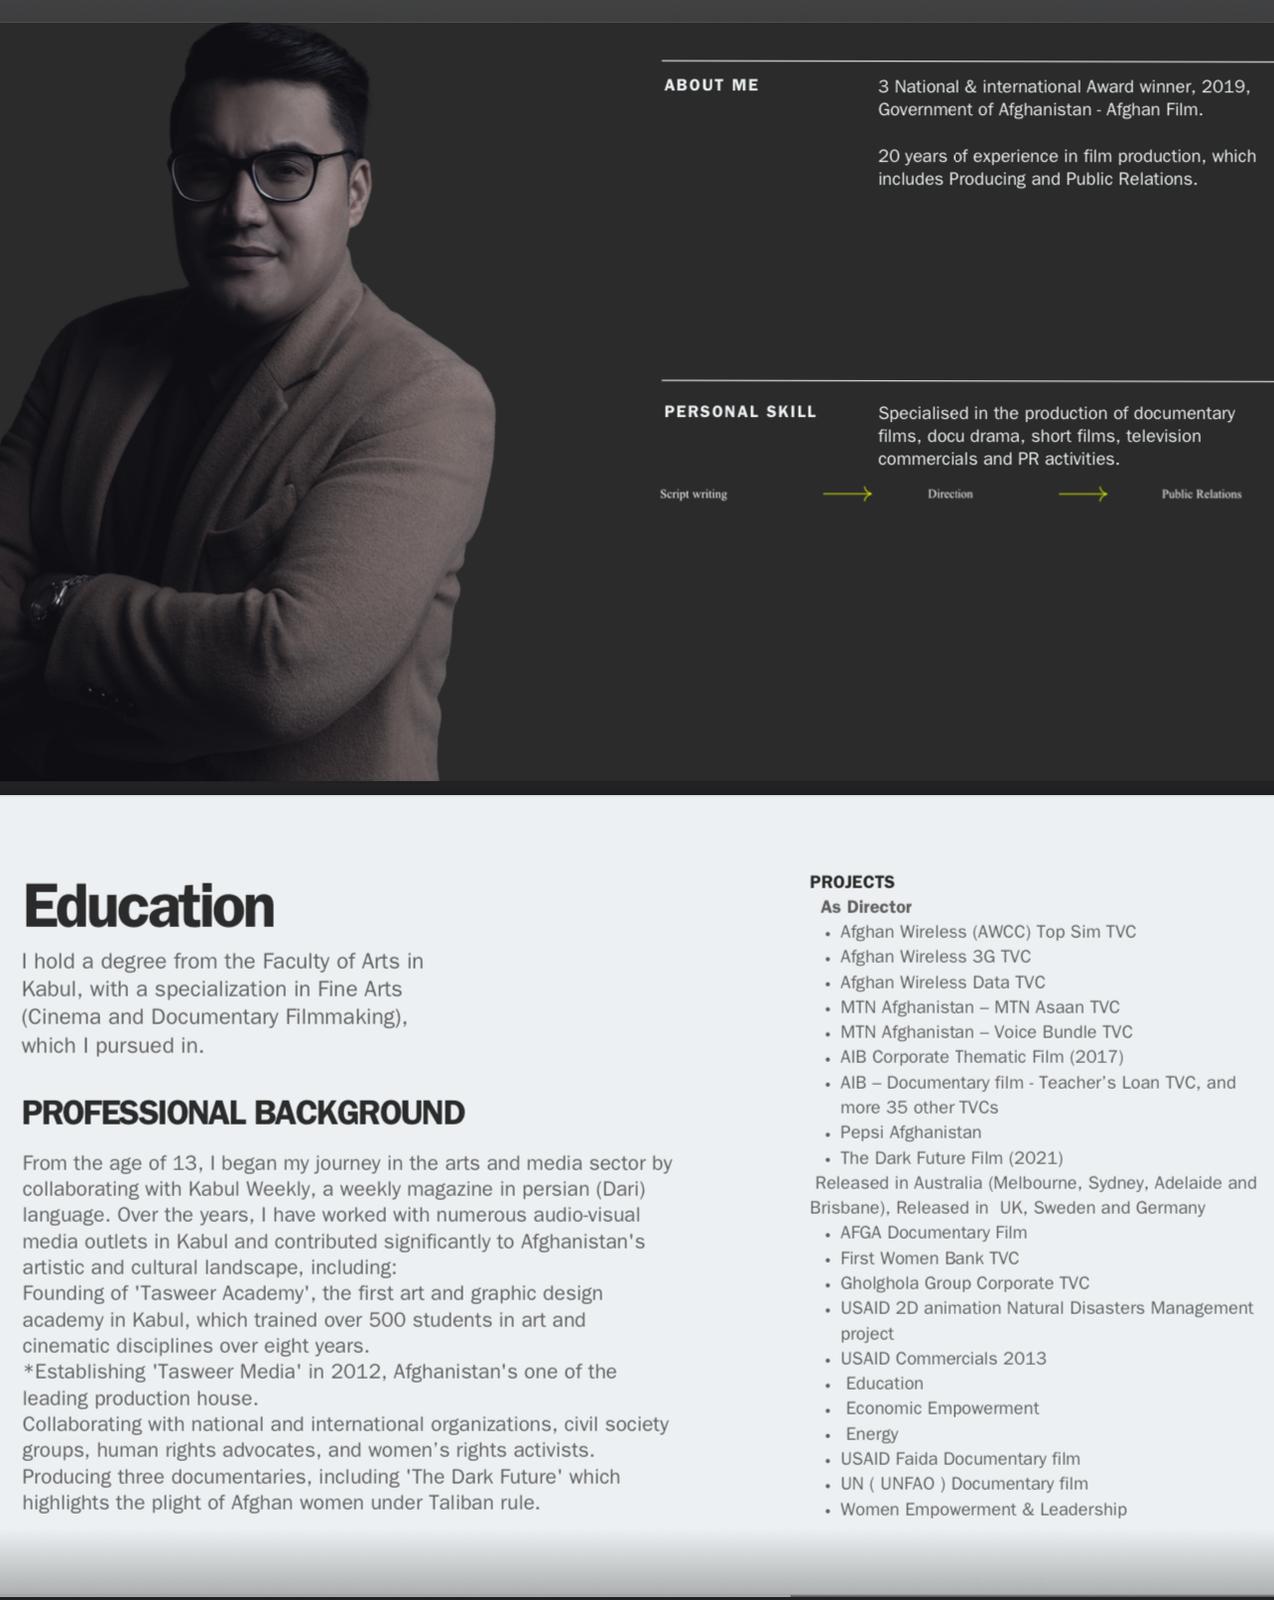 ABOUT ME
3 National & international Award winner, 2019,
Government of Afghanistan - Afghan Film.
20 years of experience in film production, which
includes Producing and Public Relations.
PERSONAL SKILL
Specialised in the production of documentary
films, docu drama, short films, television
commercials and PR activities.
Script writing → Direction → Public Relations
Education
I hold a degree from the Faculty of Arts in
Kabul, with a specialization in Fine Arts
(Cinema and Documentary Filmmaking),
which I pursued in.
PROFESSIONAL BACKGROUND
From the age of 13, I began my journey in the arts and media sector by
collaborating with Kabul Weekly, a weekly magazine in persian (Dari)
language. Over the years, I have worked with numerous audio-visual
media outlets in Kabul and contributed significantly to Afghanistan's
artistic and cultural landscape, including:
Founding of 'Tasweer Academy', the first art and graphic design
academy in Kabul, which trained over 500 students in art and
cinematic disciplines over eight years.
*Establishing 'Tasweer Media' in 2012, Afghanistan's one of the
leading production house.
Collaborating with national and international organizations, civil society
groups, human rights advocates, and women’s rights activists.
Producing three documentaries, including 'The Dark Future' which
highlights the plight of Afghan women under Taliban rule.
PROJECTS
As Director
• Afghan Wireless (AWCC) Top Sim TVC
• Afghan Wireless 3G TVC
• Afghan Wireless Data TVC
• MTN Afghanistan – MTN Asaan TVC
• MTN Afghanistan – Voice Bundle TVC
• AIB Corporate Thematic Film (2017)
• AIB – Documentary film - Teacher’s Loan TVC, and
more 35 other TVCs
• Pepsi Afghanistan
• The Dark Future Film (2021)
Released in Australia (Melbourne, Sydney, Adelaide and
Brisbane), Released in UK, Sweden and Germany
• AFGA Documentary Film
• First Women Bank TVC
• Gholghola Group Corporate TVC
• USAID 2D animation Natural Disasters Management
project
• USAID Commercials 2013
• Education
• Economic Empowerment
• Energy
• USAID Faida Documentary film
• UN ( UNFAO ) Documentary film
• Women Empowerment & Leadership